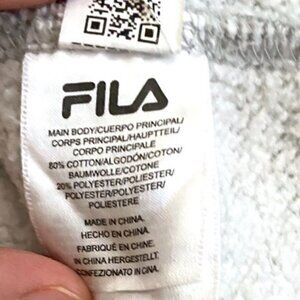 FILA
MAIN BODY/CUERPO PRINCIPAL/
CORPS PRINCIPAL/HAUPTTEIL/
CORPO PRINCIPALE
80% COTTON/ALGODÓN/COTON/
BAUMWOLLE/COTONE
20% POLYESTER/POLIESTER/
POLYESTER/POLYESTER/
POLIESTERE
MADE IN CHINA.
HECHO EN CHINA.
FABRIQUÉ EN CHINE.
IN CHINA HERGESTELLT.
CONFEZIONATO IN CINA.